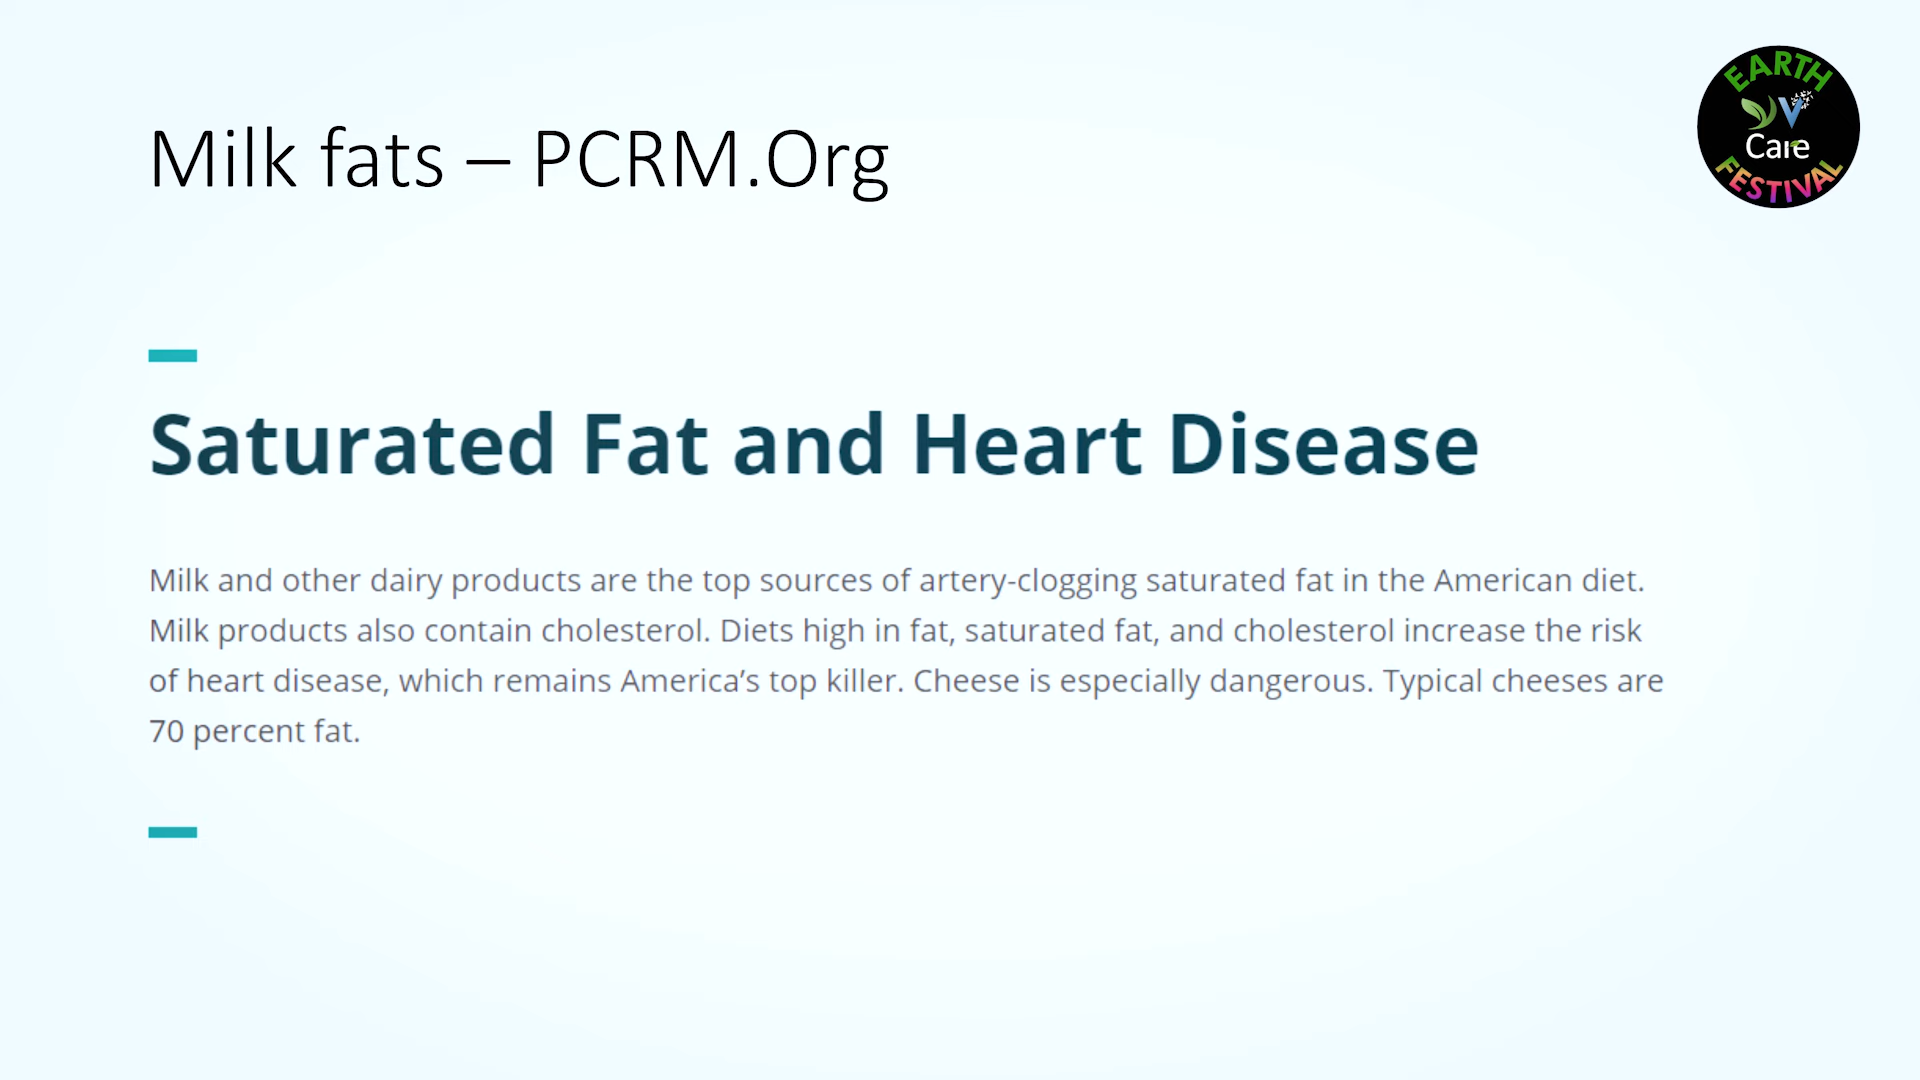 Milk fats – PCRM.Org
EARTH
V
Care
FESTIVAL
Saturated Fat and Heart Disease
Milk and other dairy products are the top sources of artery-clogging saturated fat in the American diet.
Milk products also contain cholesterol. Diets high in fat, saturated fat, and cholesterol increase the risk
of heart disease, which remains America’s top killer. Cheese is especially dangerous. Typical cheeses are
70 percent fat.